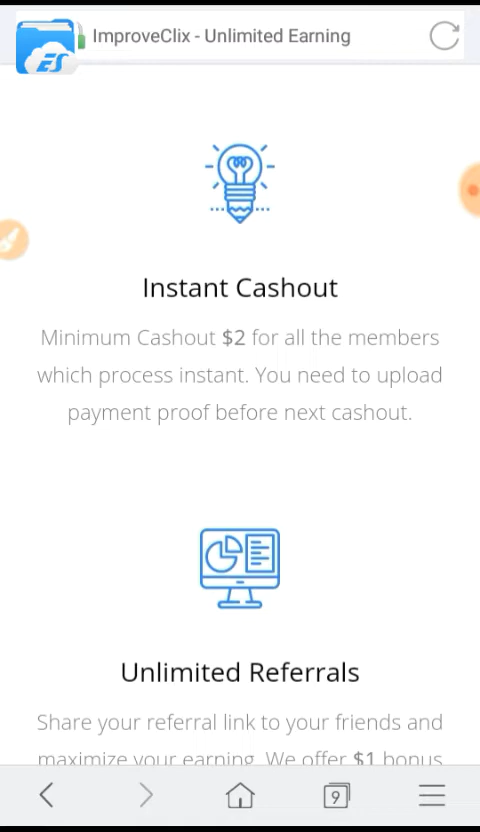 ES
ImproveClix - Unlimited Earning
Instant Cashout
Minimum Cashout $2 for all the members
which process instant. You need to upload
payment proof before next cashout.
Unlimited Referrals
Share your referral link to your friends and
maximize your earning. We offer $1 bonus
9